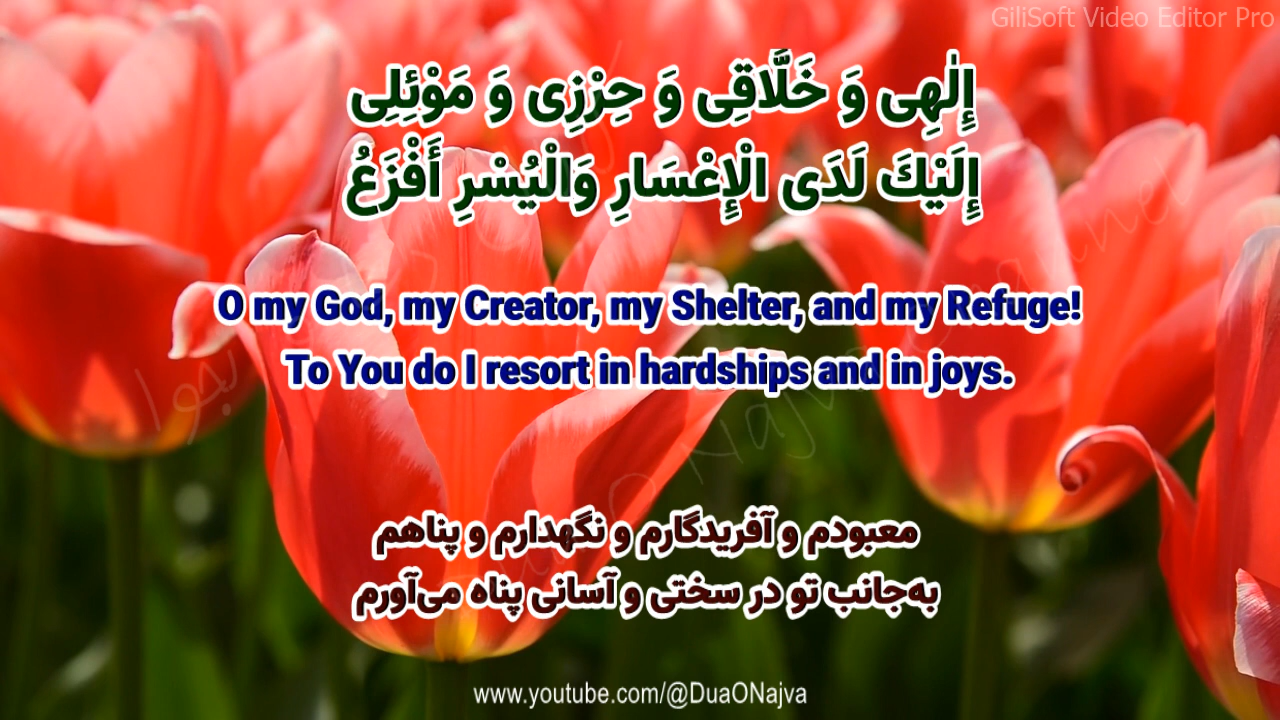 GiliSoft Video Editor Pro
إِلٰهِی وَ خَلَّاقِی وَ حِرْزِی وَ مَوْئِلِی
إِلَيْكَ لَدَی الْإِعْسَارِ وَالْيُسْرِ أَفْزَعُ
O my God, my Creator, my Shelter, and my Refuge!
To You do I resort in hardships and in joys.
معبودم و آفریدگارم و نگهدارم و پناهم
به‌جانب تو در سختی و آسانی پناه می‌آورم
www.youtube.com/@DuaONajva